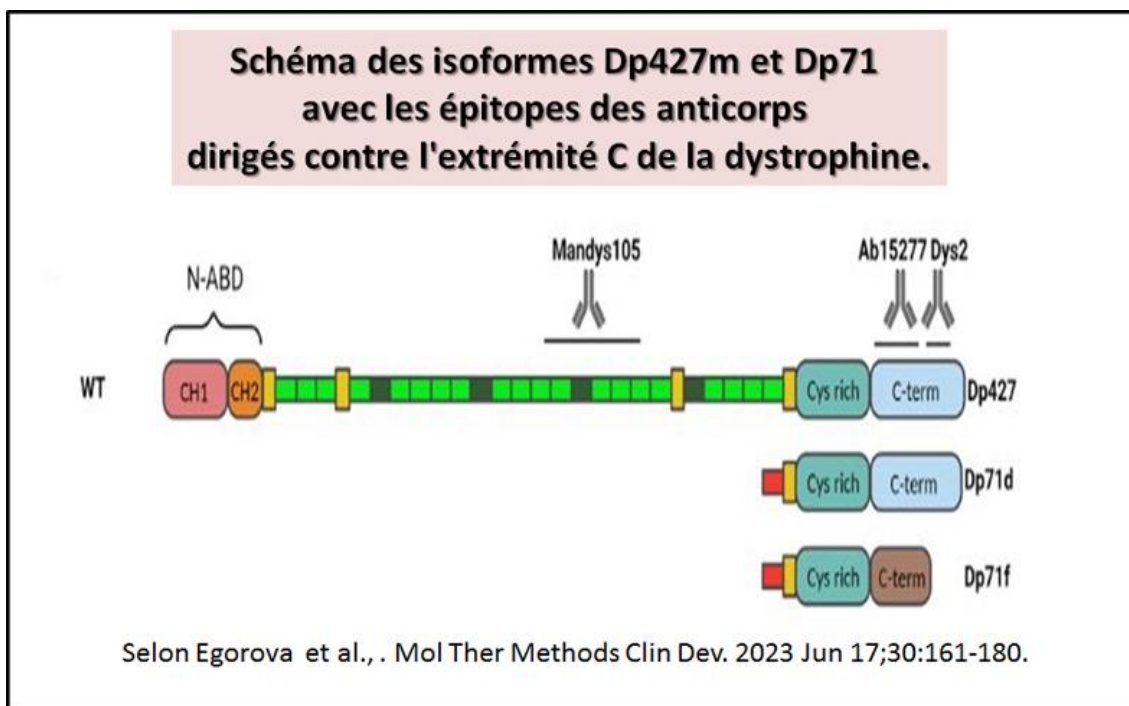 Schéma des isoformes Dp427m et Dp71
avec les épitopes des anticorps
dirigés contre l'extrémité C de la dystrophine.
Mandys105
Ab15277 Dys2
N-ABD
WT
CH1
CH2
Cys rich
C-term
Dp427
Cys rich
C-term
Dp71d
Cys rich
C-term
Dp71f
Selon Egorova et al., . Mol Ther Methods Clin Dev. 2023 Jun 17;30:161-180.